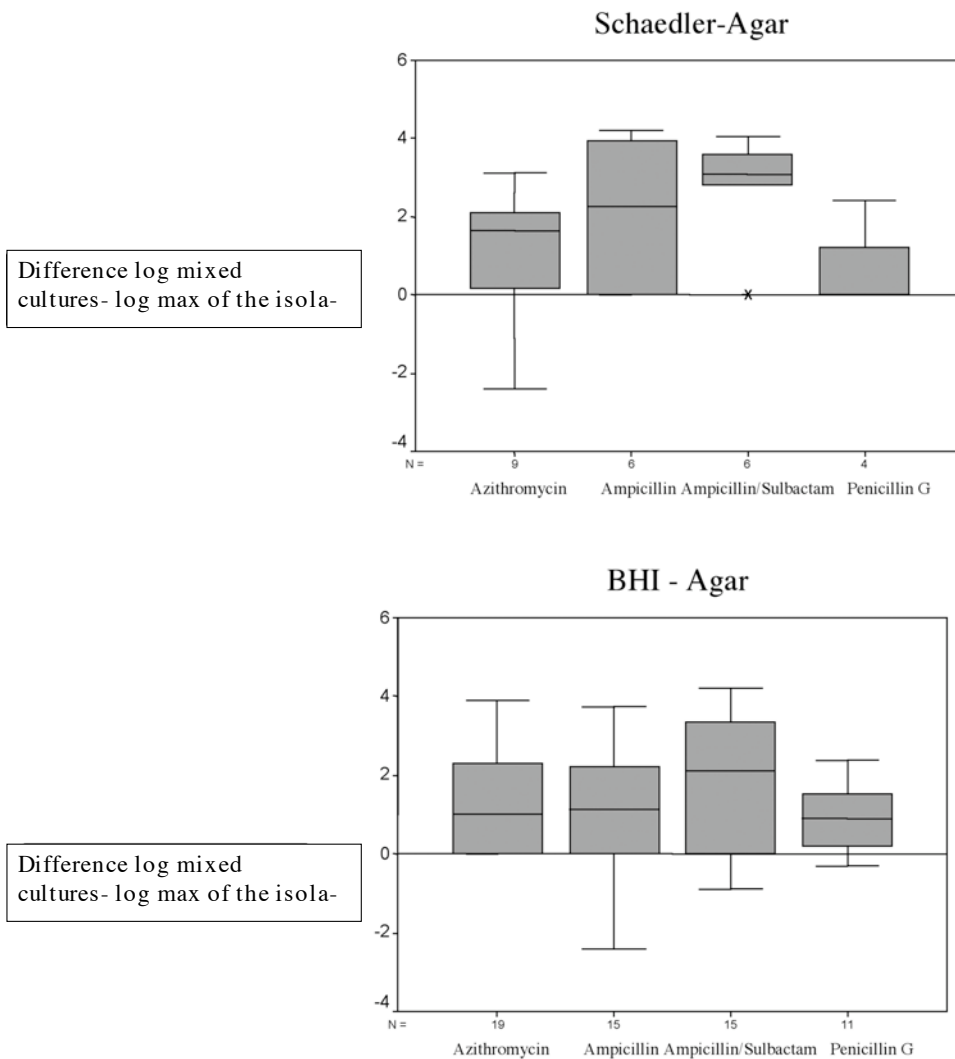 Schaedler-Agar
6
4
2
0
-2
-4
Difference log mixed
cultures- log max of the isola-
N = 9 6 6 4
Azithromycin Ampicillin Ampicillin/Sulbactam Penicillin G
BHI - Agar
6
4
2
0
-2
-4
Difference log mixed
cultures- log max of the isola-
N = 19 15 15 11
Azithromycin Ampicillin Ampicillin/Sulbactam Penicillin G